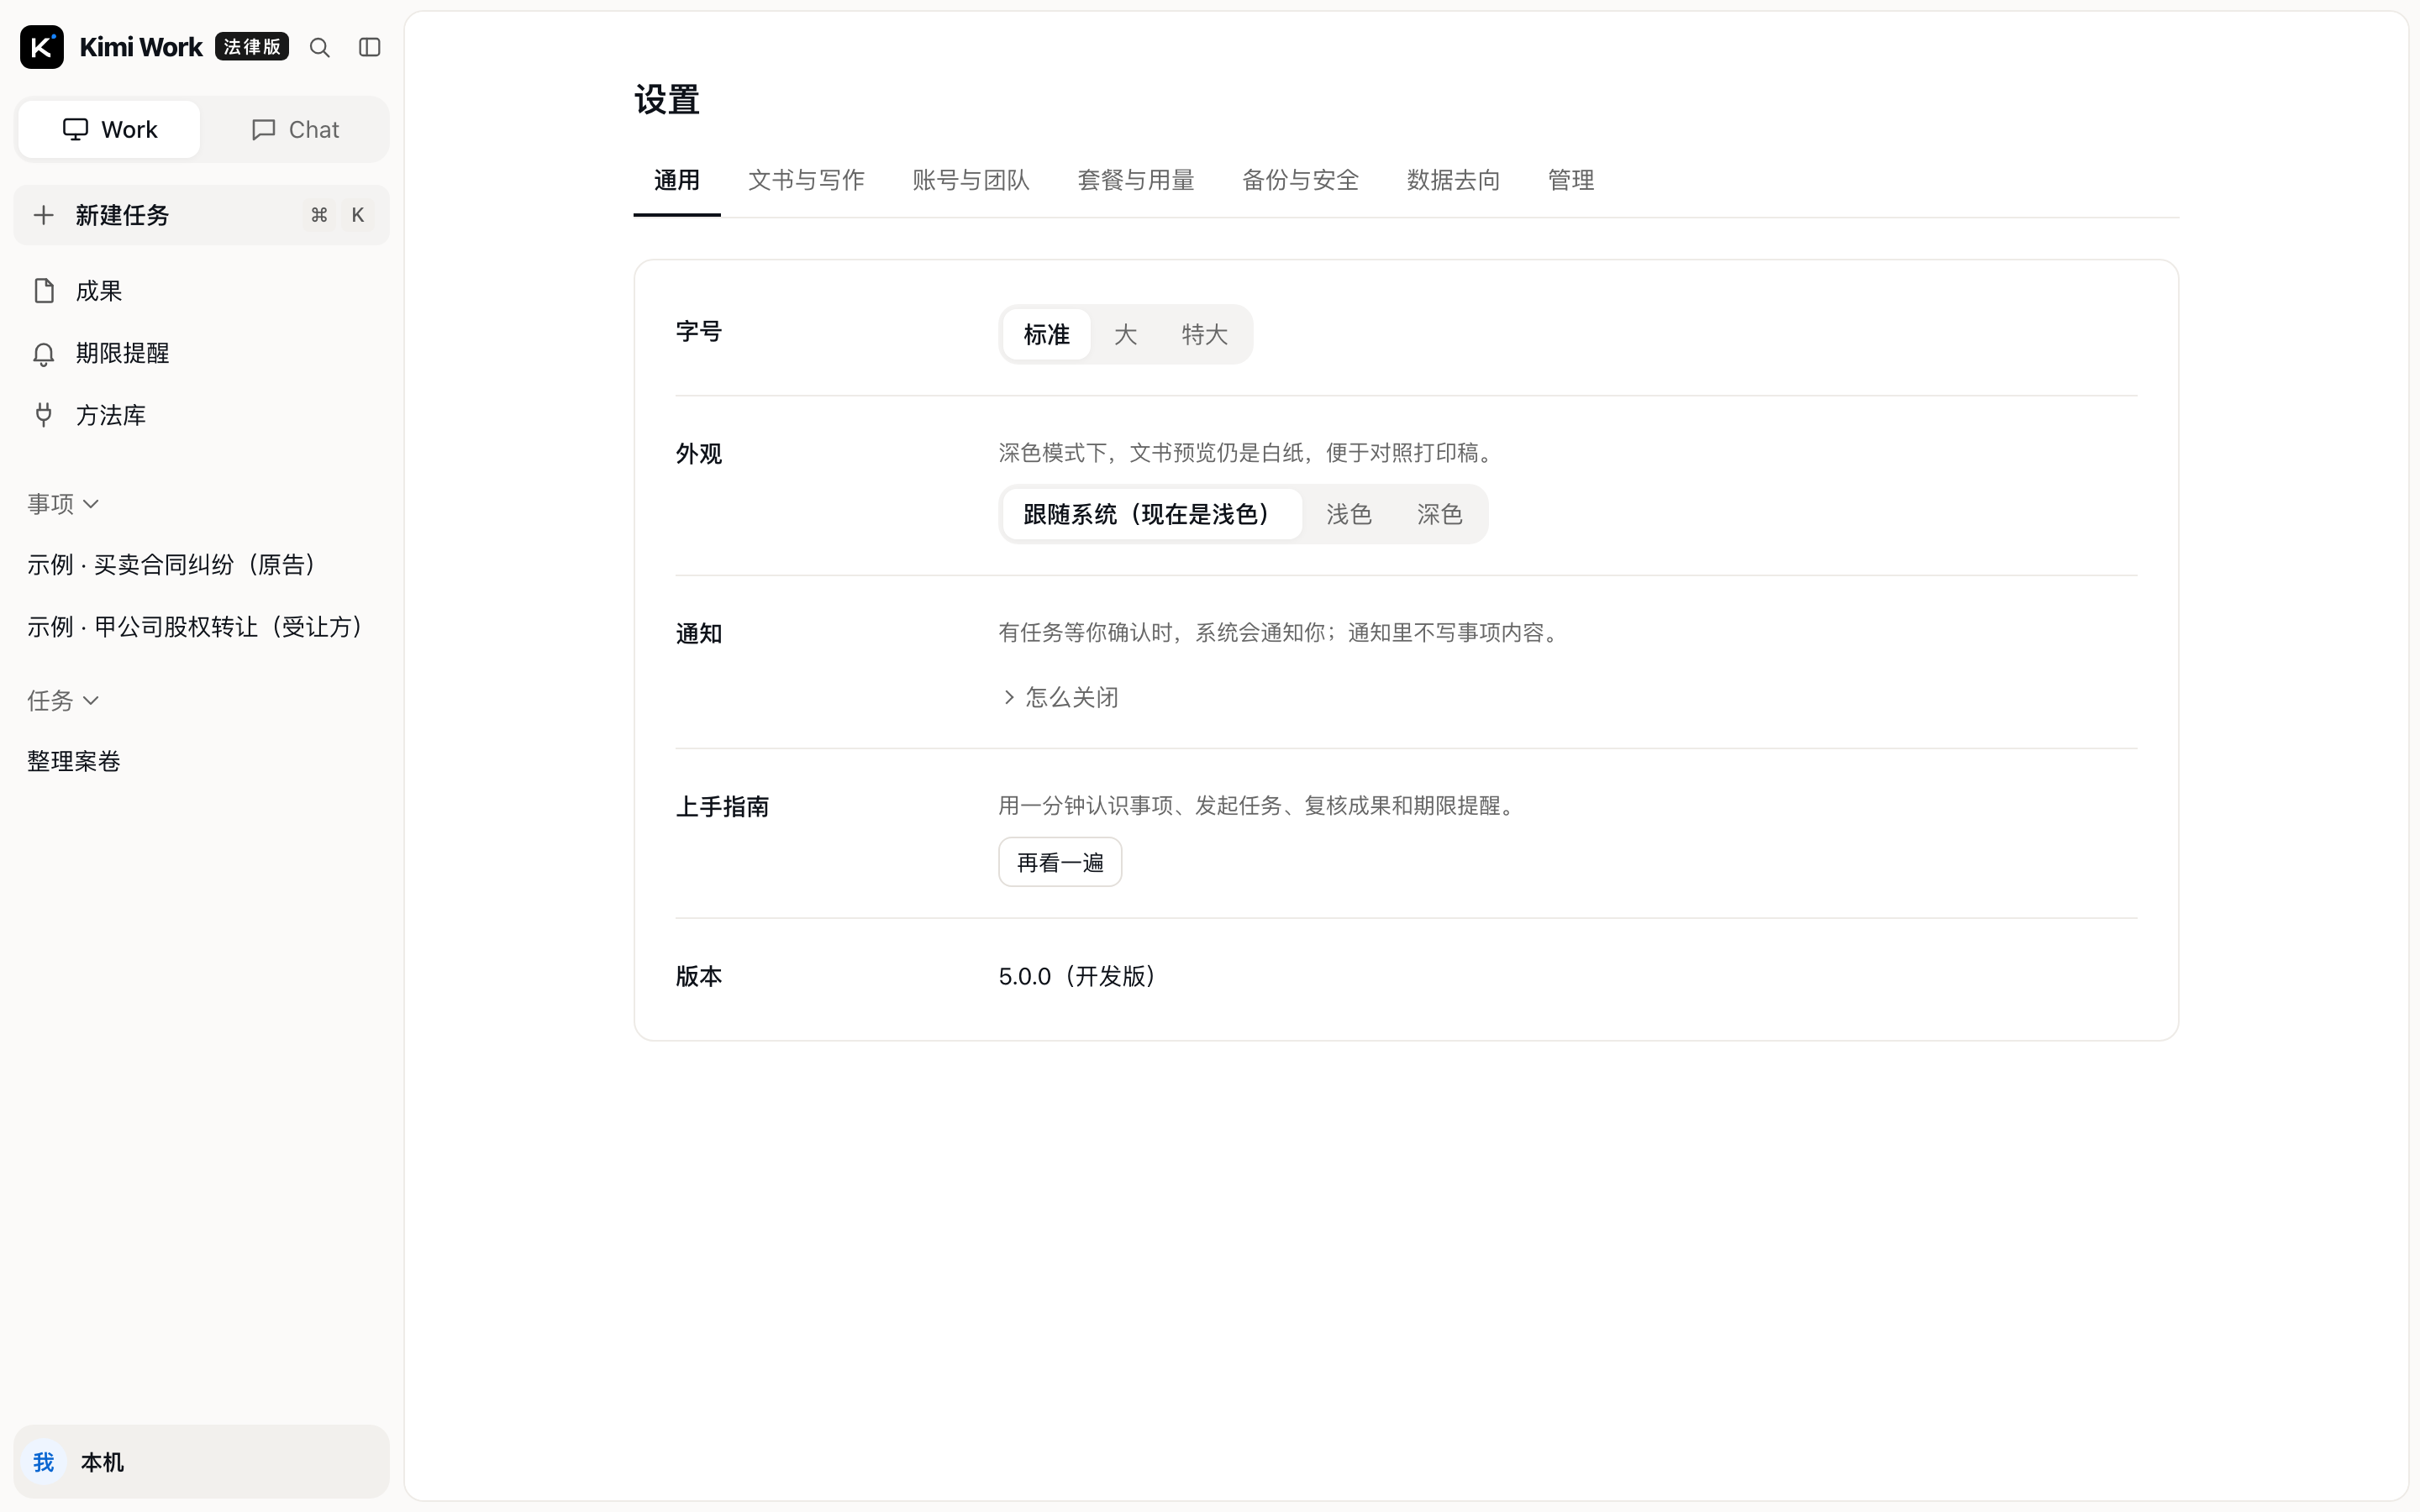 Kimi Work 法律版
Work
Chat
新建任务 ⌘ K
成果
期限提醒
方法库
事项
示例 · 买卖合同纠纷（原告）
示例 · 甲公司股权转让（受让方）
任务
整理案卷
我 本机
设置
通用 文书与写作 账号与团队 套餐与用量 备份与安全 数据去向 管理
字号
标准 大 特大
外观
深色模式下，文书预览仍是白纸，便于对照打印稿。
跟随系统（现在是浅色） 浅色 深色
通知
有任务等你确认时，系统会通知你；通知里不写事项内容。
怎么关闭
上手指南
用一分钟认识事项、发起任务、复核成果和期限提醒。
再看一遍
版本
5.0.0（开发版）